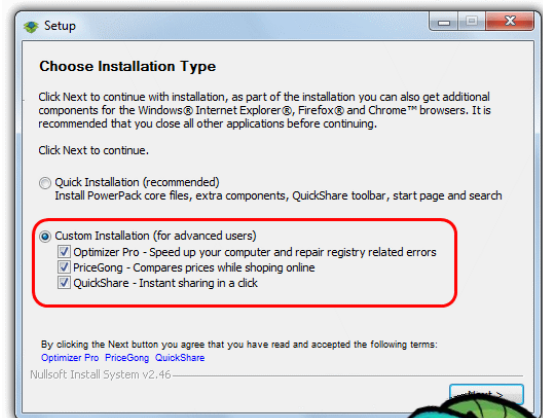 Setup
Choose Installation Type
Click Next to continue with installation, as part of the installation you can also get additional
components for the Windows® Internet Explorer®, Firefox® and Chrome™ browsers. It is
recommended that you close all other applications before continuing.
Click Next to continue.
Quick Installation (recommended)
Install PowerPack core files, extra components, QuickShare toolbar, start page and search
Custom Installation (for advanced users)
Optimizer Pro - Speed up your computer and repair registry related errors
PriceGong - Compares prices while shoping online
QuickShare - Instant sharing in a click
By clicking the Next button you agree that you have read and accepted the following terms:
Optimizer Pro PriceGong QuickShare
Nullsoft Install System v2.46
Next >